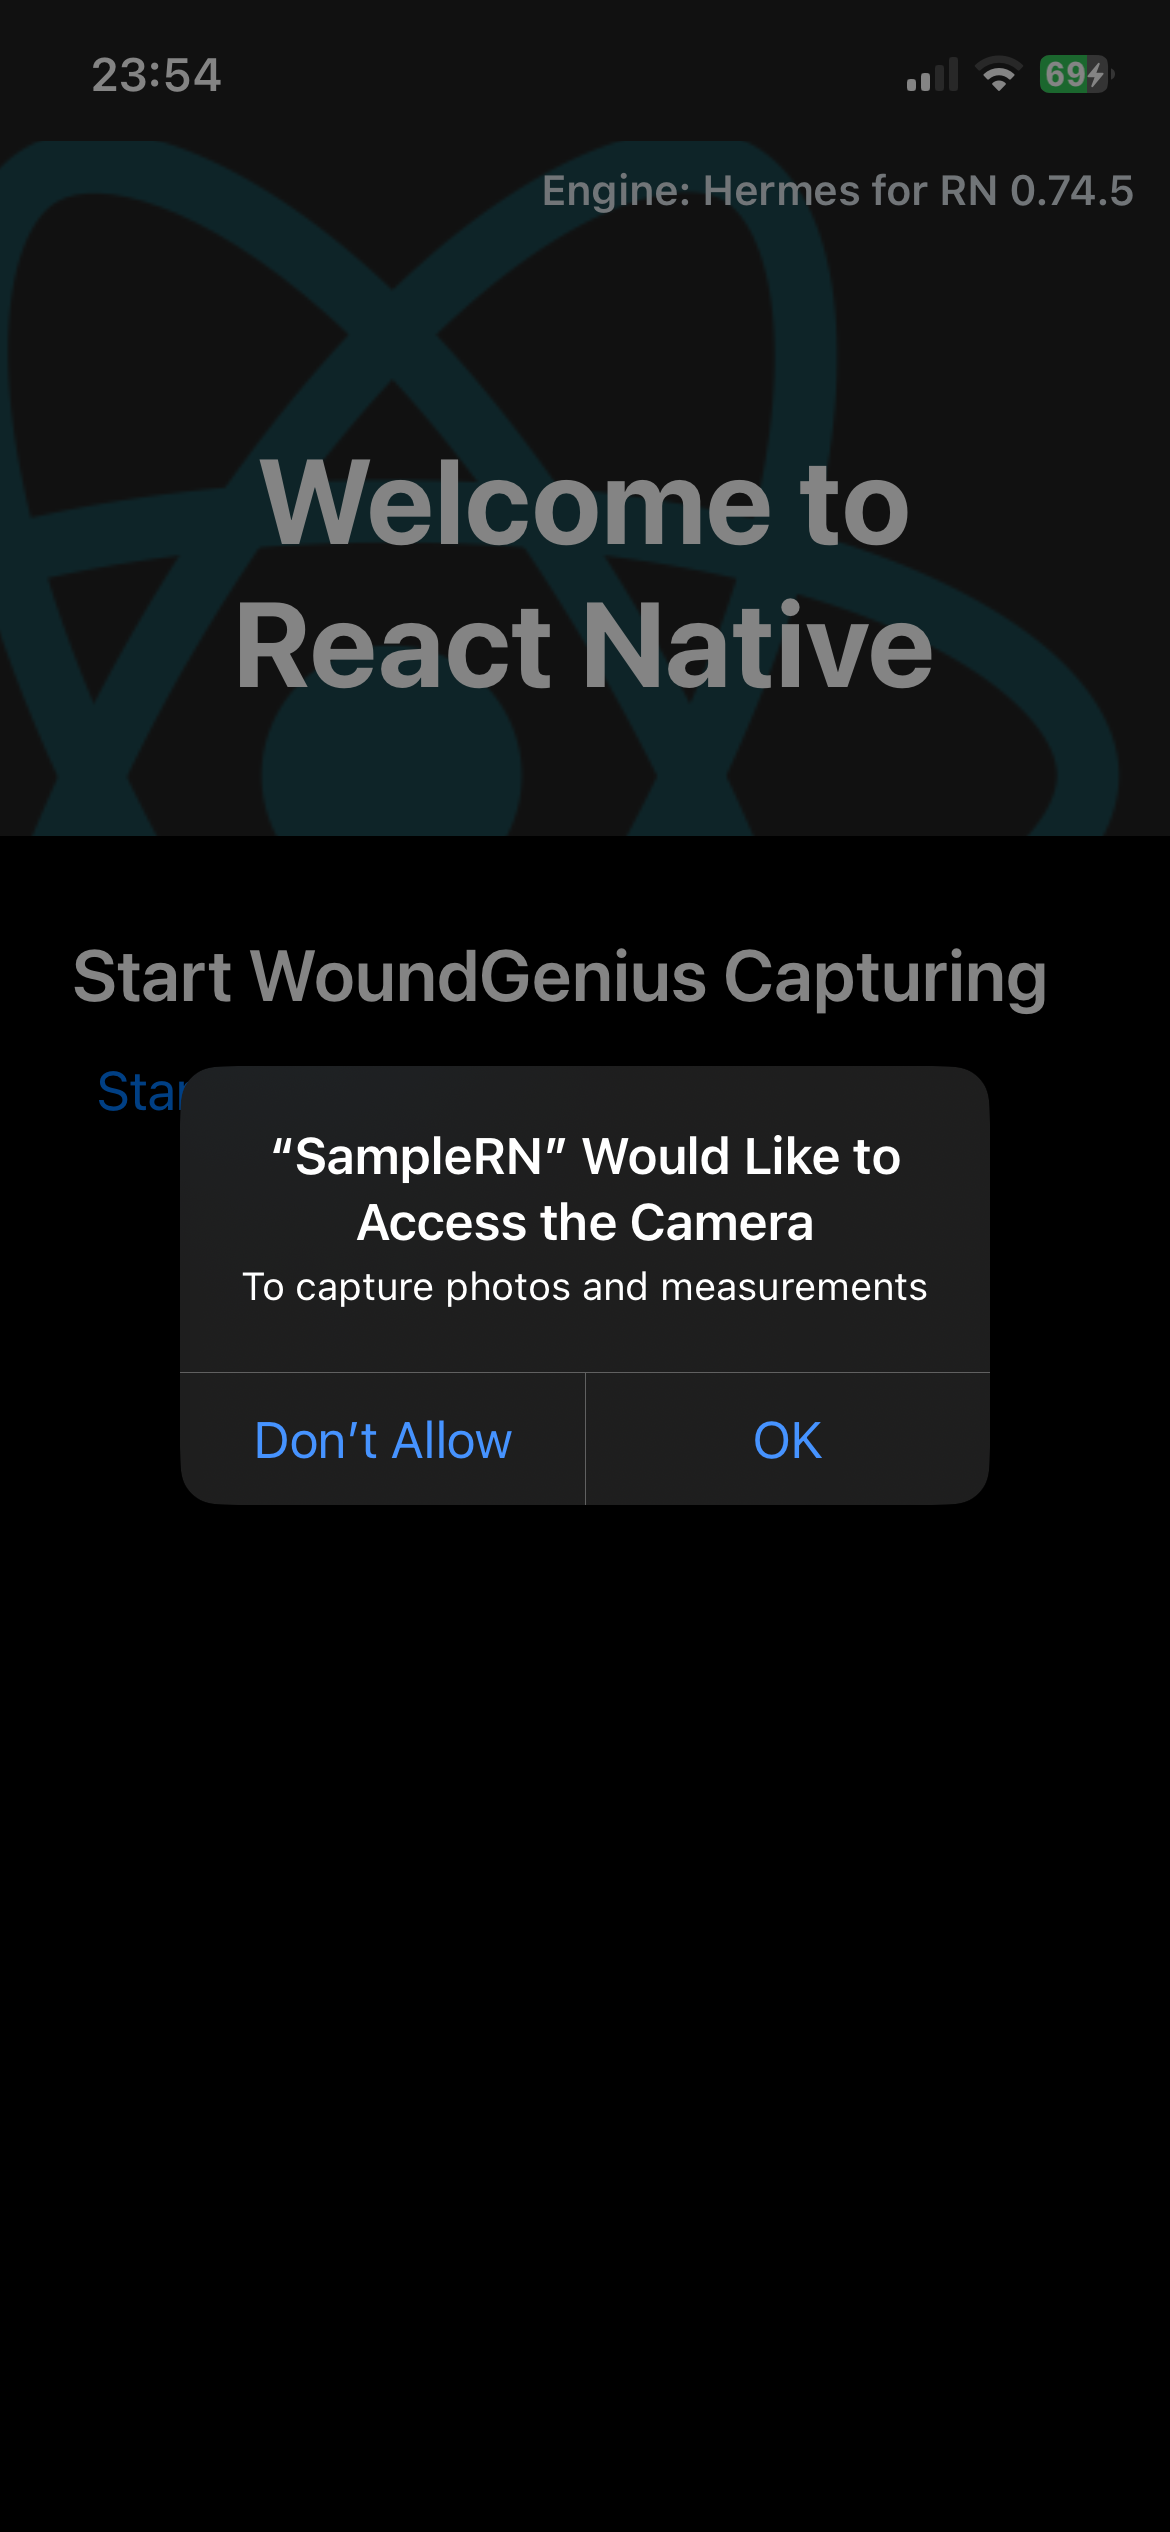 23:54
69
Engine: Hermes for RN 0.74.5
Welcome to
React Native
Start WoundGenius Capturing
“SampleRN” Would Like to
Access the Camera
To capture photos and measurements
Don’t Allow
OK